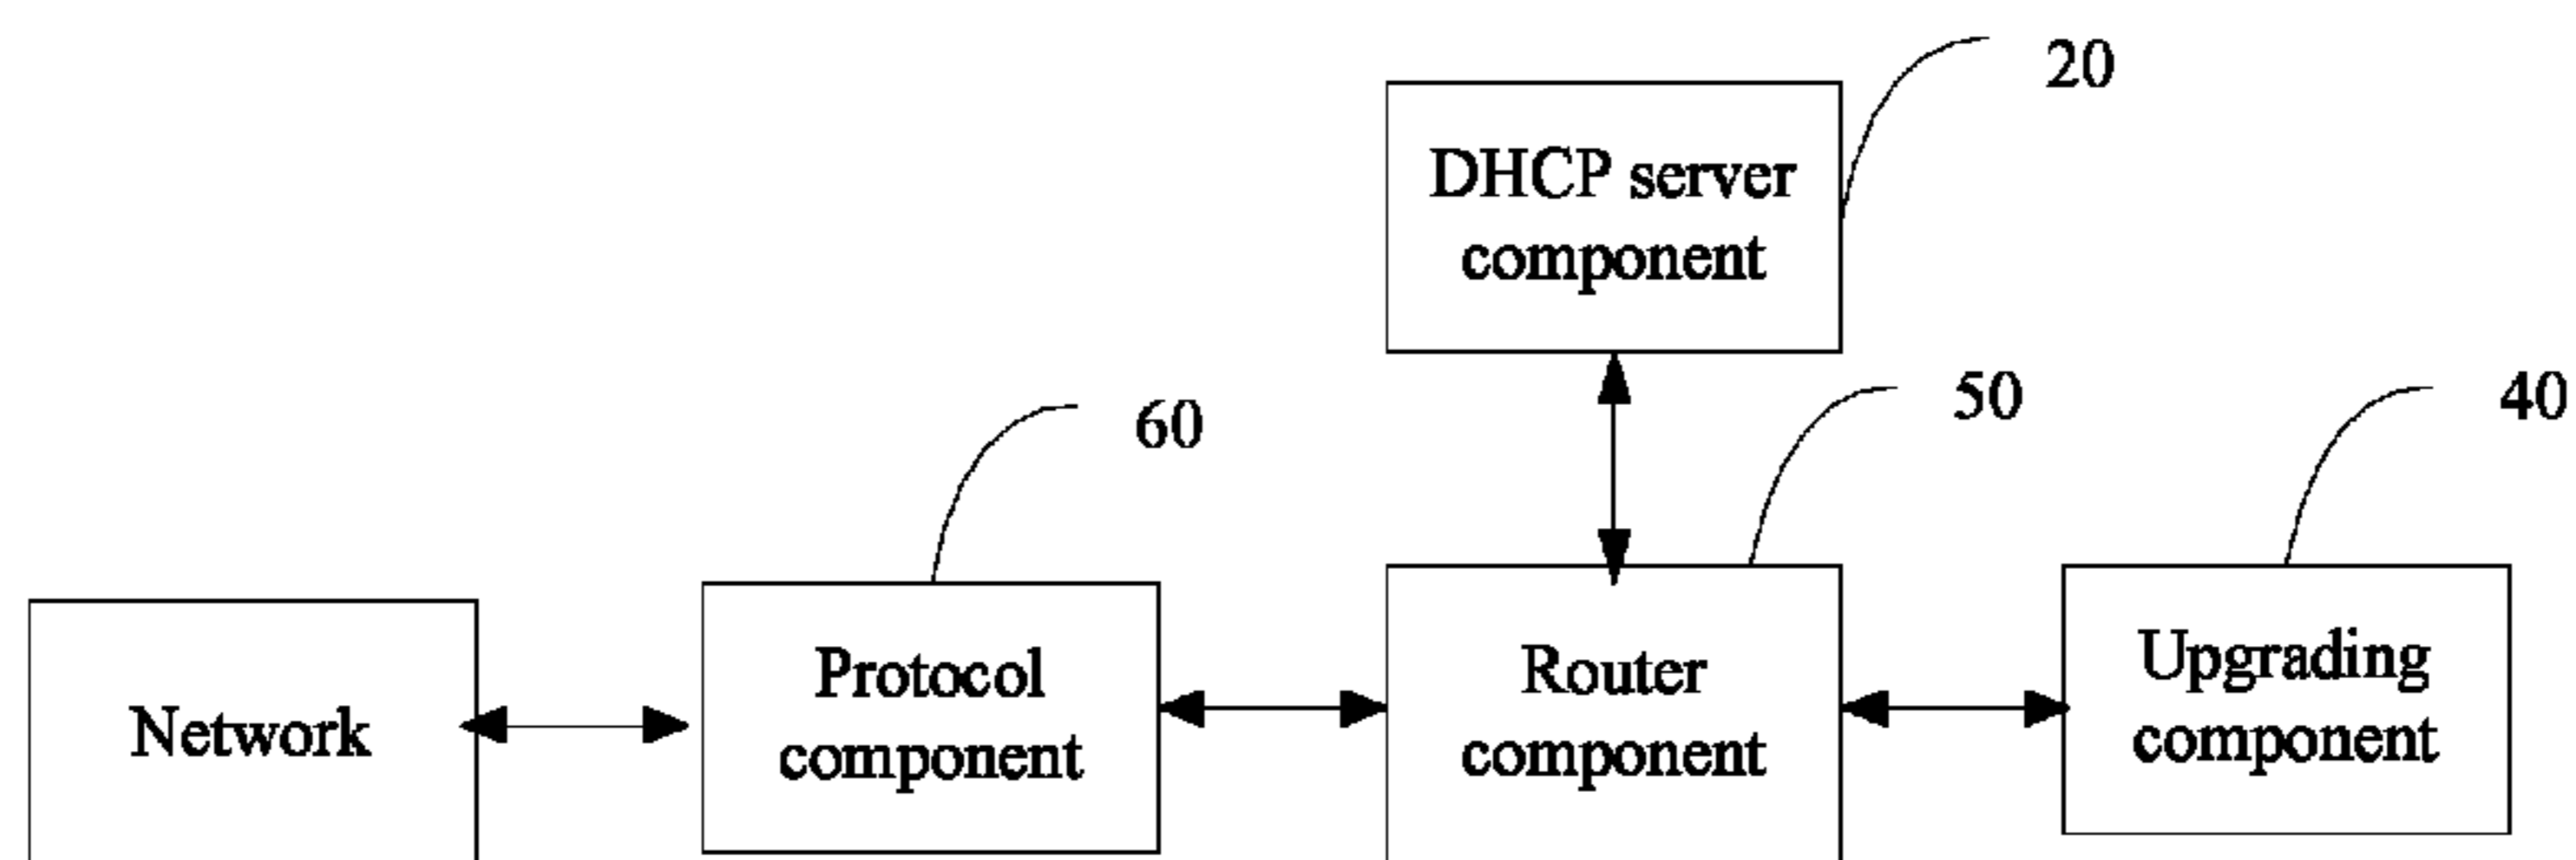 20
DHCP server
component
60
50
40
Network
Protocol
component
Router
component
Upgrading
component